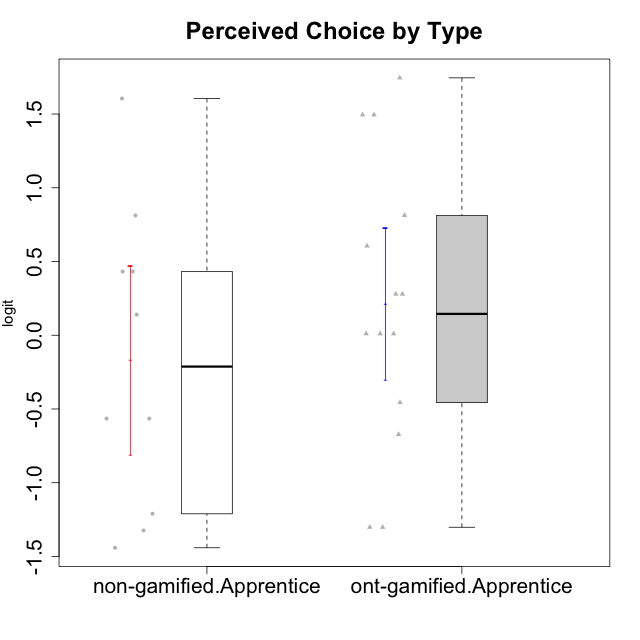 Perceived Choice by Type
logit
1.5
1.0
0.5
0.0
-0.5
-1.0
-1.5
non-gamified.Apprentice
ont-gamified.Apprentice